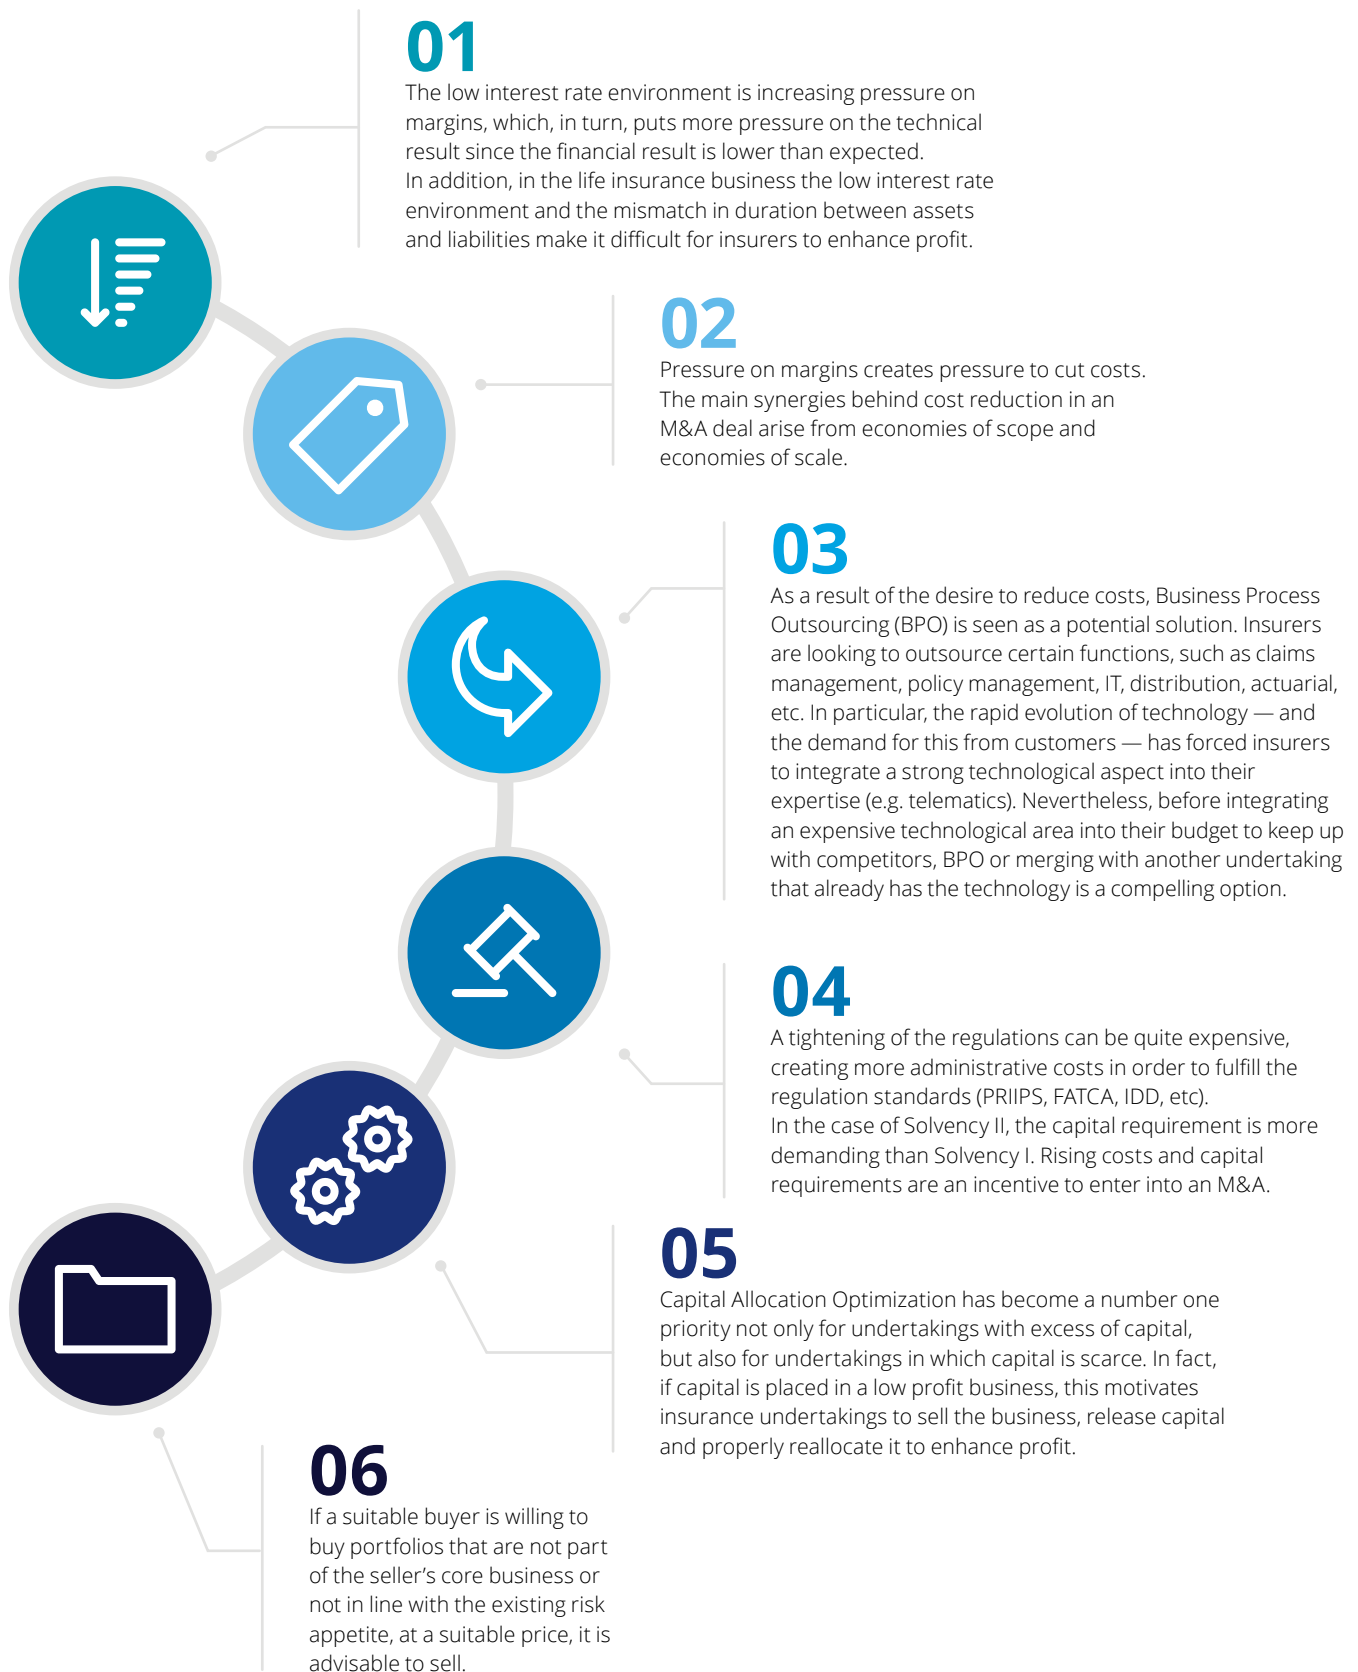 01
The low interest rate environment is increasing pressure on
margins, which, in turn, puts more pressure on the technical
result since the financial result is lower than expected.
In addition, in the life insurance business the low interest rate
environment and the mismatch in duration between assets
and liabilities make it difficult for insurers to enhance profit.
02
Pressure on margins creates pressure to cut costs.
The main synergies behind cost reduction in an
M&A deal arise from economies of scope and
economies of scale.
03
As a result of the desire to reduce costs, Business Process
Outsourcing (BPO) is seen as a potential solution. Insurers
are looking to outsource certain functions, such as claims
management, policy management, IT, distribution, actuarial,
etc. In particular, the rapid evolution of technology — and
the demand for this from customers — has forced insurers
to integrate a strong technological aspect into their
expertise (e.g. telematics). Nevertheless, before integrating
an expensive technological area into their budget to keep up
with competitors, BPO or merging with another undertaking
that already has the technology is a compelling option.
04
A tightening of the regulations can be quite expensive,
creating more administrative costs in order to fulfill the
regulation standards (PRIIPS, FATCA, IDD, etc).
In the case of Solvency II, the capital requirement is more
demanding than Solvency I. Rising costs and capital
requirements are an incentive to enter into an M&A.
05
Capital Allocation Optimization has become a number one
priority not only for undertakings with excess of capital,
but also for undertakings in which capital is scarce. In fact,
if capital is placed in a low profit business, this motivates
insurance undertakings to sell the business, release capital
and properly reallocate it to enhance profit.
06
If a suitable buyer is willing to
buy portfolios that are not part
of the seller’s core business or
not in line with the existing risk
appetite, at a suitable price, it is
advisable to sell.